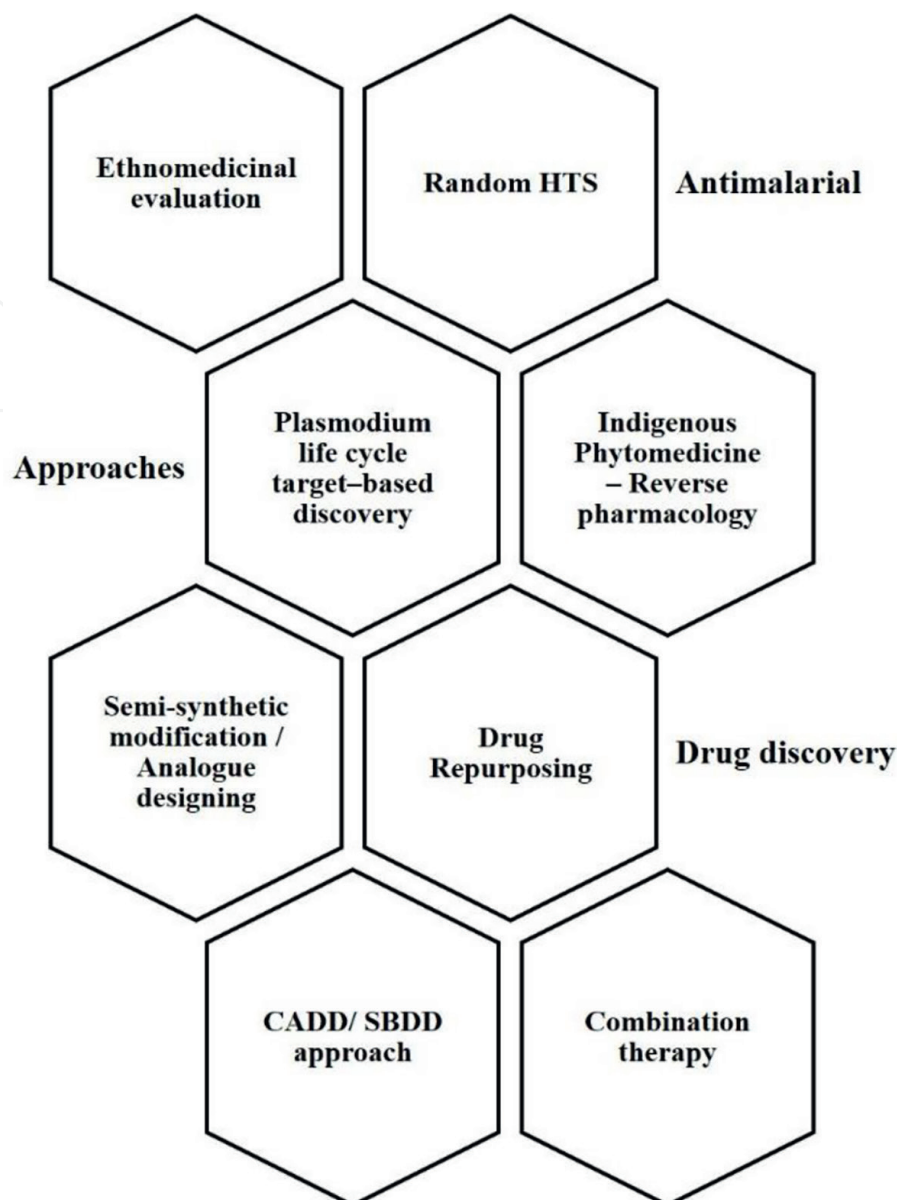 Ethnomedicinal
evaluation
Random HTS
Antimalarial
Approaches
Plasmodium
life cycle
target–based
discovery
Indigenous
Phytomedicine
– Reverse
pharmacology
Semi-synthetic
modification /
Analogue
designing
Drug
Repurposing
Drug discovery
CADD/ SBDD
approach
Combination
therapy